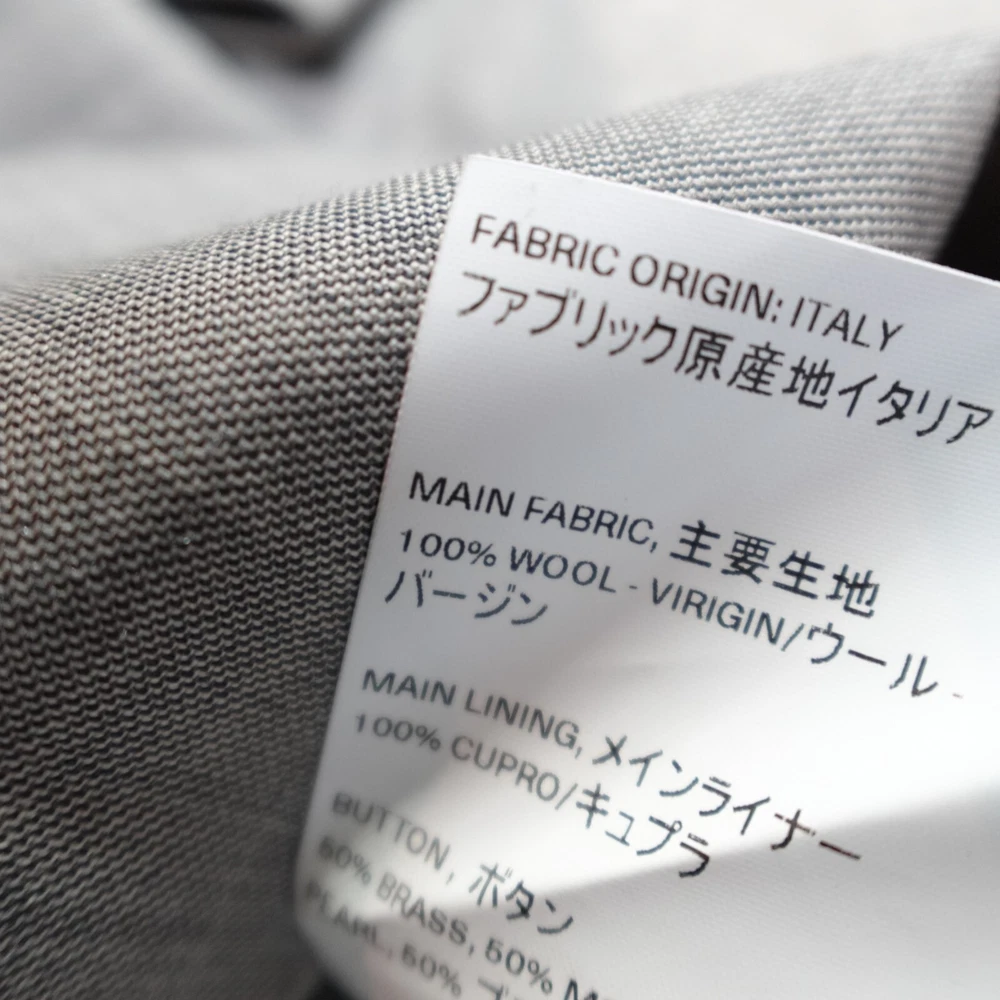 FABRIC ORIGIN: ITALY
ファブリック原産地イタリア
MAIN FABRIC, 主要生地
100% WOOL - VIRIGIN/ウール -
バージン
MAIN LINING, メインライナー
100% CUPRO/キュプラ
BUTTON, ボタン
50% BRASS, 50%
PEARL, 50%